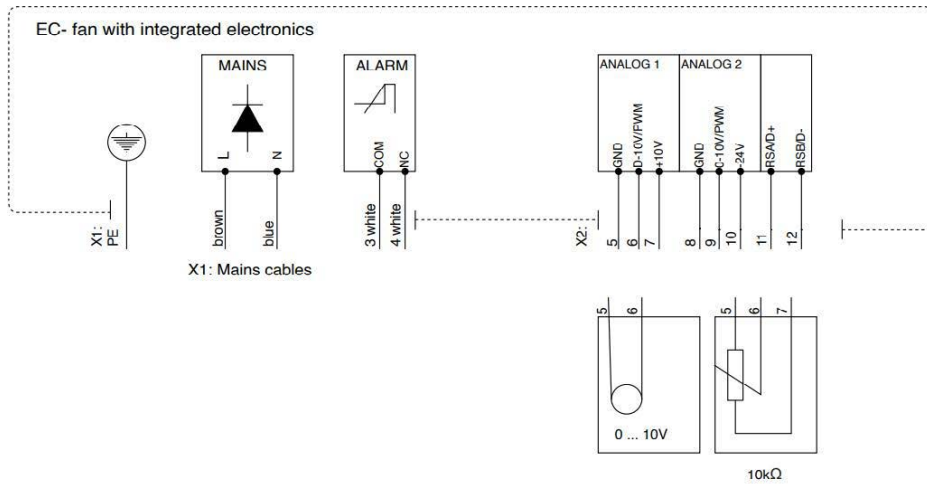 EC- fan with integrated electronics
MAINS
ALARM
ANALOG 1
ANALOG 2
L
N
COM
NC
GND
0-10V/PWM
+10V
GND
0-10V/PWM
-24V
RSA/D+
RSB/D-
X1:
PE
brown
blue
3 white
4 white
X2:
5
6
7
8
9
10
11
12
X1: Mains cables
5
6
5
6
7
0 ... 10V
10kΩ